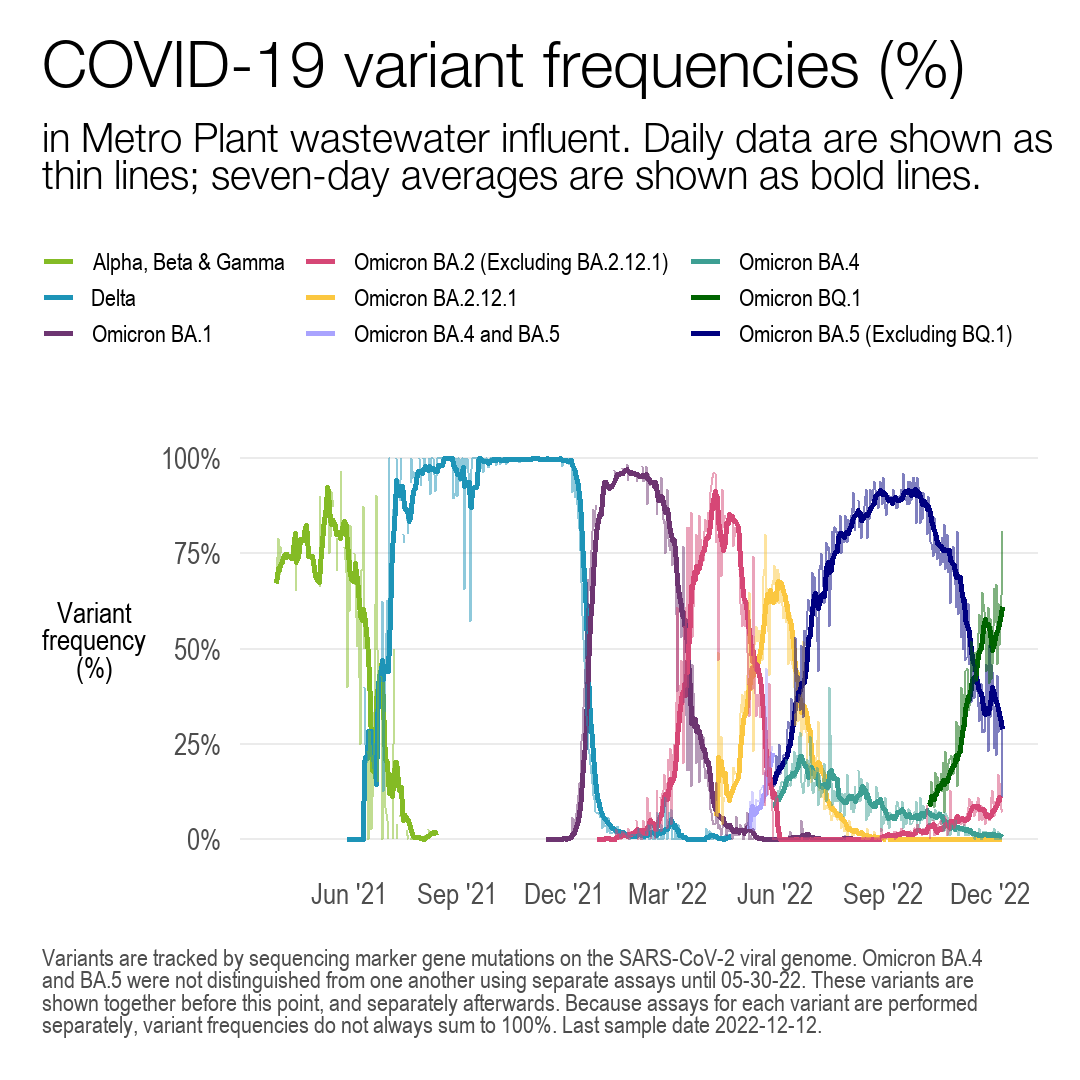 COVID-19 variant frequencies (%)
in Metro Plant wastewater influent. Daily data are shown as
thin lines; seven-day averages are shown as bold lines.
Alpha, Beta & Gamma
Delta
Omicron BA.1
Omicron BA.2 (Excluding BA.2.12.1)
Omicron BA.2.12.1
Omicron BA.4 and BA.5
Omicron BA.4
Omicron BQ.1
Omicron BA.5 (Excluding BQ.1)
Variant
frequency
(%)
100%
75%
50%
25%
0%
Jun '21
Sep '21
Dec '21
Mar '22
Jun '22
Sep '22
Dec '22
Variants are tracked by sequencing marker gene mutations on the SARS-CoV-2 viral genome. Omicron BA.4
and BA.5 were not distinguished from one another using separate assays until 05-30-22. These variants are
shown together before this point, and separately afterwards. Because assays for each variant are performed
separately, variant frequencies do not always sum to 100%. Last sample date 2022-12-12.